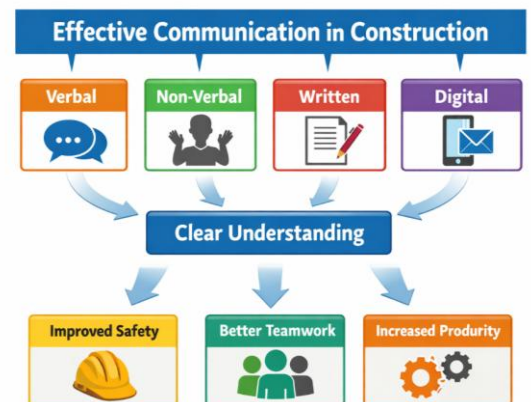 Effective Communication in Construction
Verbal
Non-Verbal
Written
Digital
Clear Understanding
Improved Safety
Better Teamwork
Increased Produrity